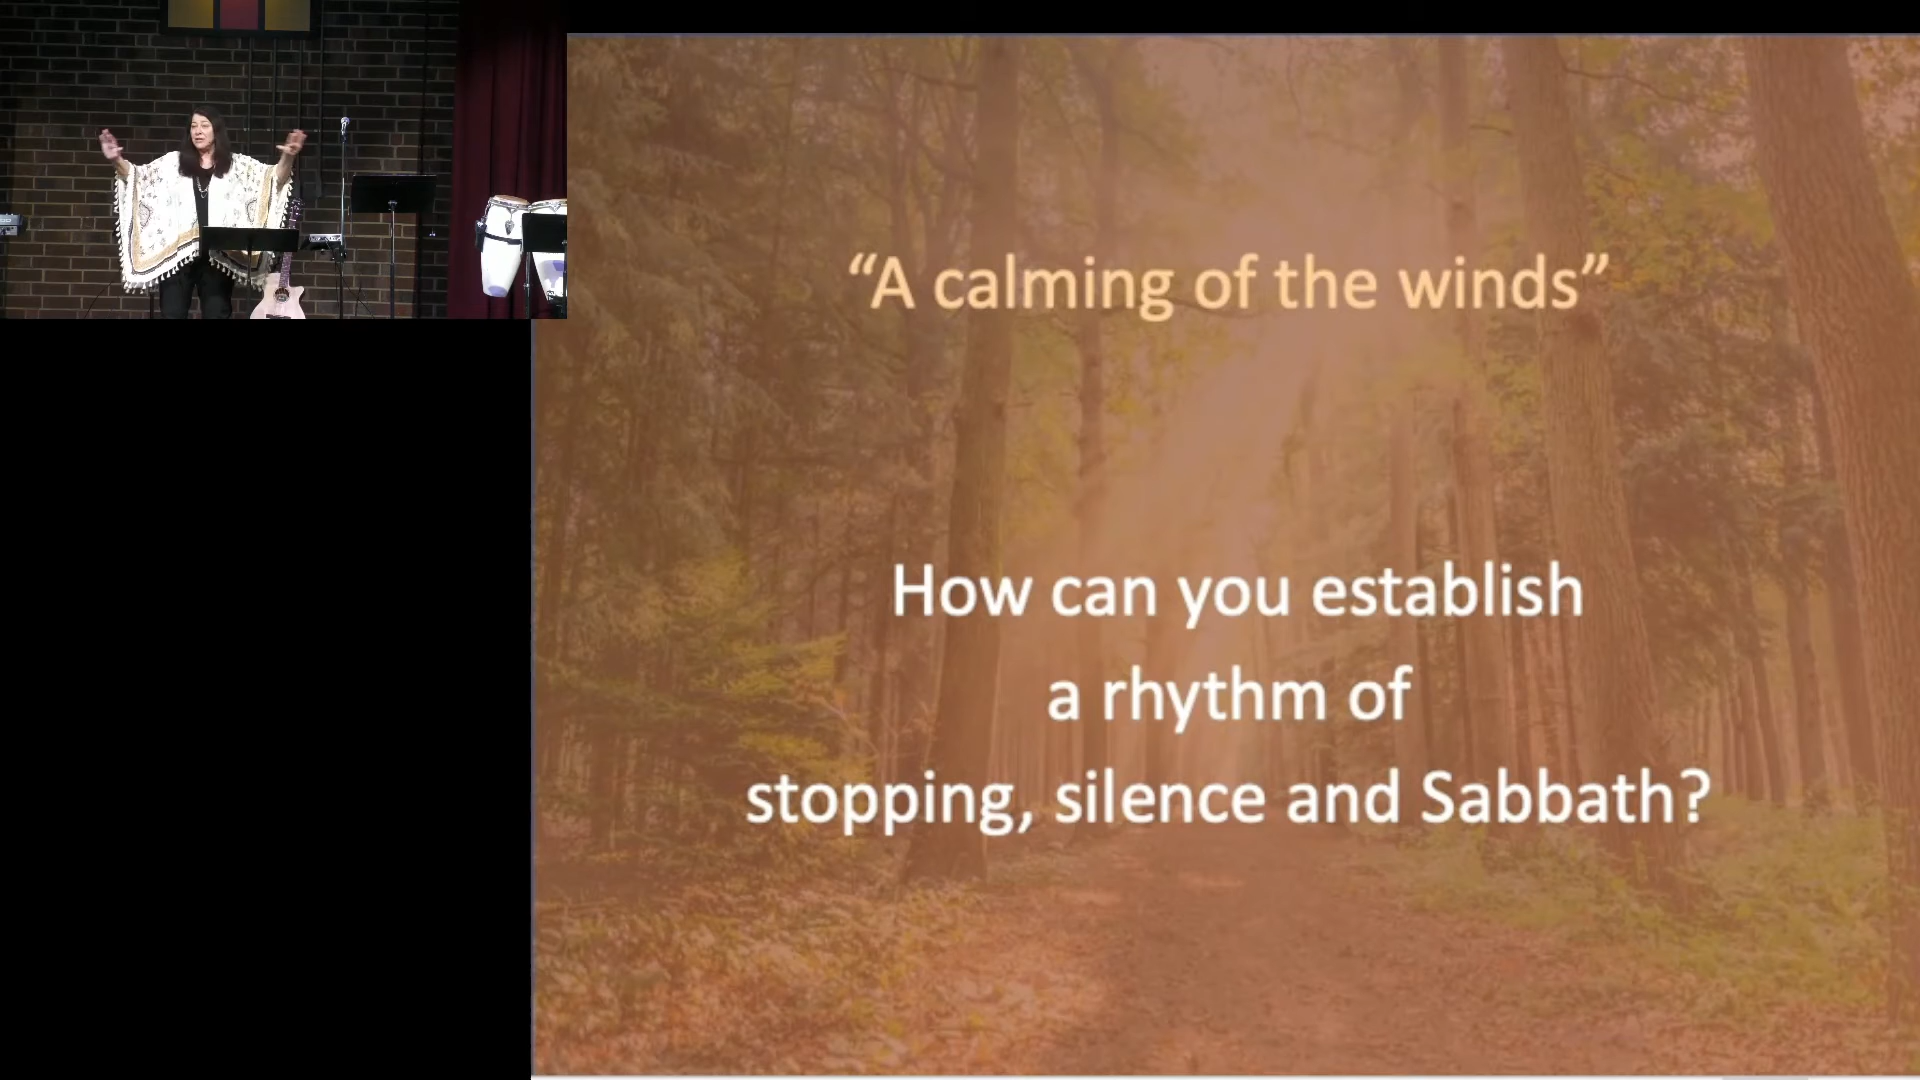 “A calming of the winds”
How can you establish
a rhythm of
stopping, silence and Sabbath?